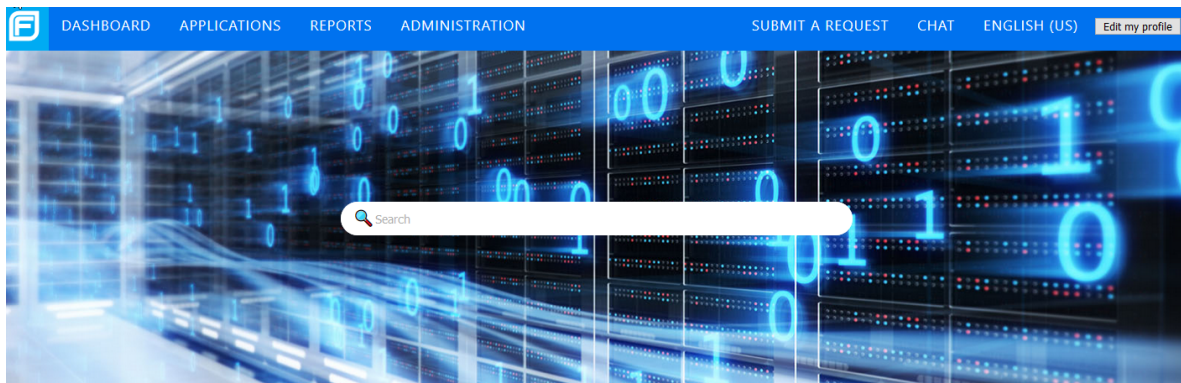 DASHBOARD APPLICATIONS REPORTS ADMINISTRATION SUBMIT A REQUEST CHAT ENGLISH (US) Edit my profile
Search